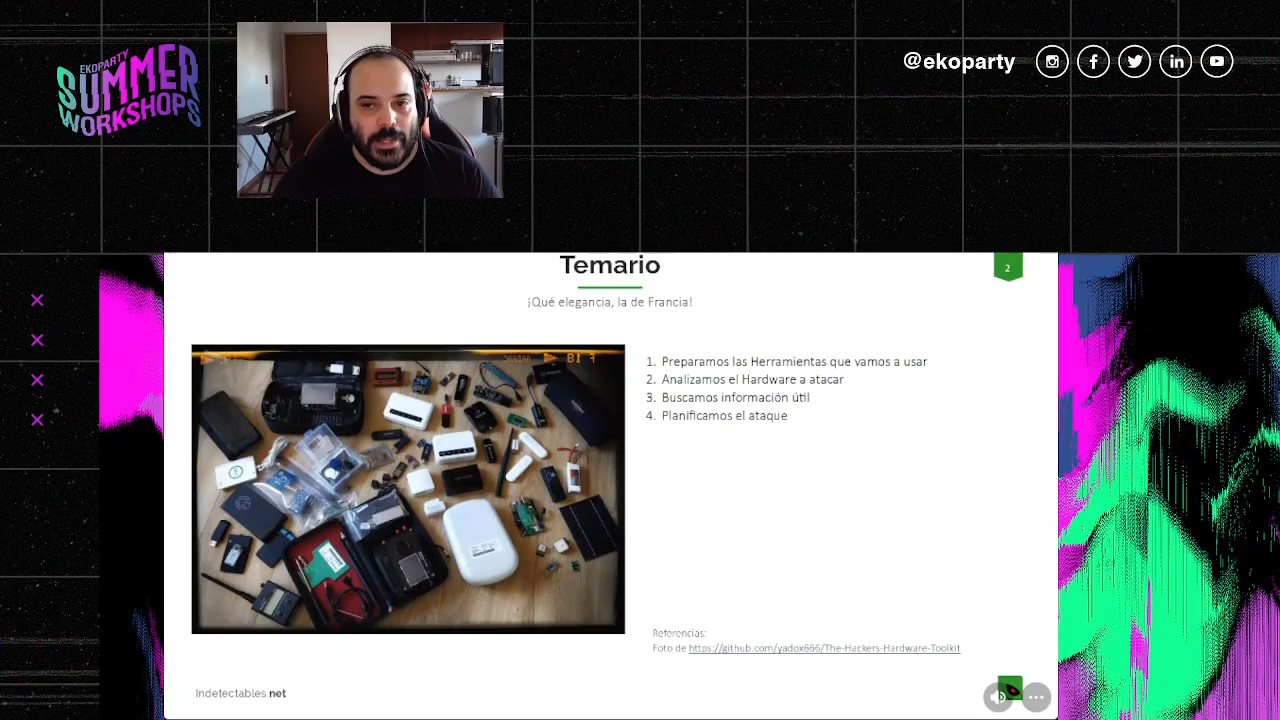 EKOPARTY
SUMMER
WORKSHOPS
@ekoparty
Temario
2
¡Qué elegancia, la de Francia!
1. Preparamos las Herramientas que vamos a usar
2. Analizamos el Hardware a atacar
3. Buscamos información útil
4. Planificamos el ataque
Referencias:
Foto de https://github.com/yadox666/The-Hackers-Hardware-Toolkit
Indetectables net